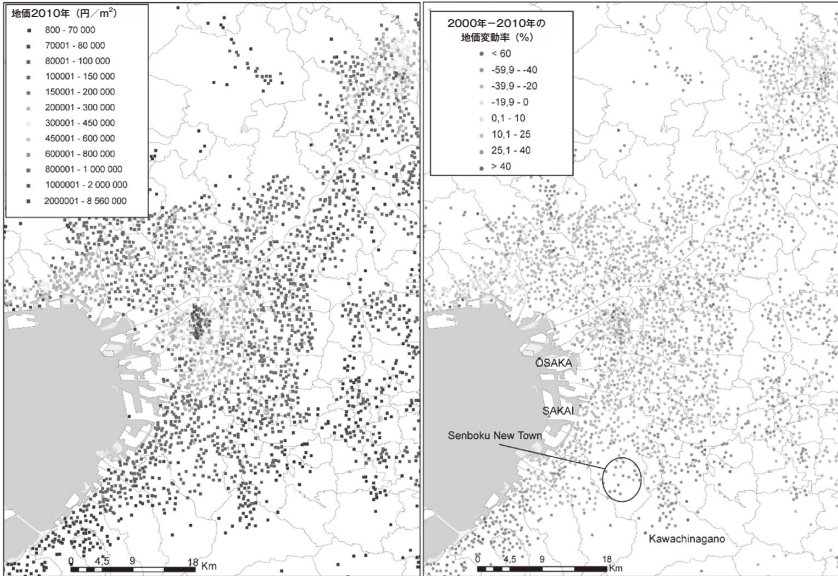 地価2010年（円／m²）
800 - 70 000
70001 - 80 000
80001 - 100 000
100001 - 150 000
150001 - 200 000
200001 - 300 000
300001 - 450 000
450001 - 600 000
600001 - 800 000
800001 - 1 000 000
1000001 - 2 000 000
2000001 - 8 560 000
0 4,5 9 18
Km
2000年－2010年の
地価変動率（%）
< 60
-59,9 - -40
-39,9 - -20
-19,9 - 0
0,1 - 10
10,1 - 25
25,1 - 40
> 40
OSAKA
SAKAI
Senboku New Town
Kawachinagano
0 4,5 9 18
Km